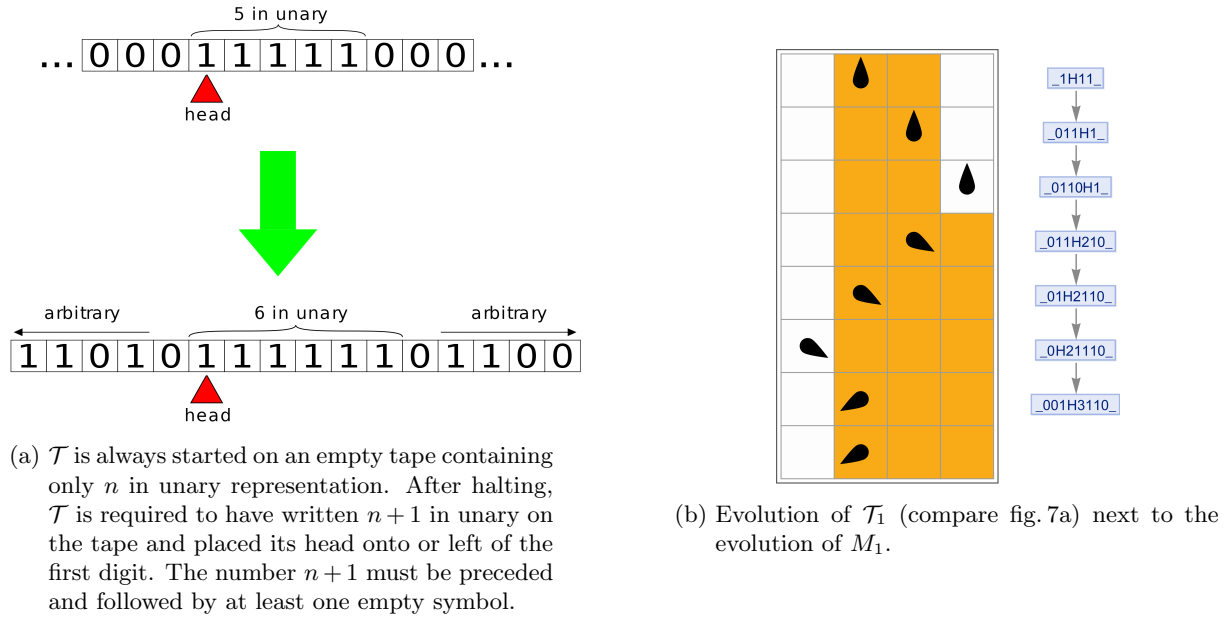 5 in unary
... 0 0 0 1 1 1 1 1 0 0 0 ...
head
arbitrary 6 in unary arbitrary
1 1 0 1 0 1 1 1 1 1 1 0 1 1 0 0
head
(a) 𝒯 is always started on an empty tape containing
only n in unary representation. After halting,
𝒯 is required to have written n + 1 in unary on
the tape and placed its head onto or left of the
first digit. The number n + 1 must be preceded
and followed by at least one empty symbol.
_1H11_
_011H1_
_0110H1_
_011H210_
_01H2110_
_0H21110_
_001H3110_
(b) Evolution of 𝒯₁ (compare fig. 7a) next to the
evolution of M₁.